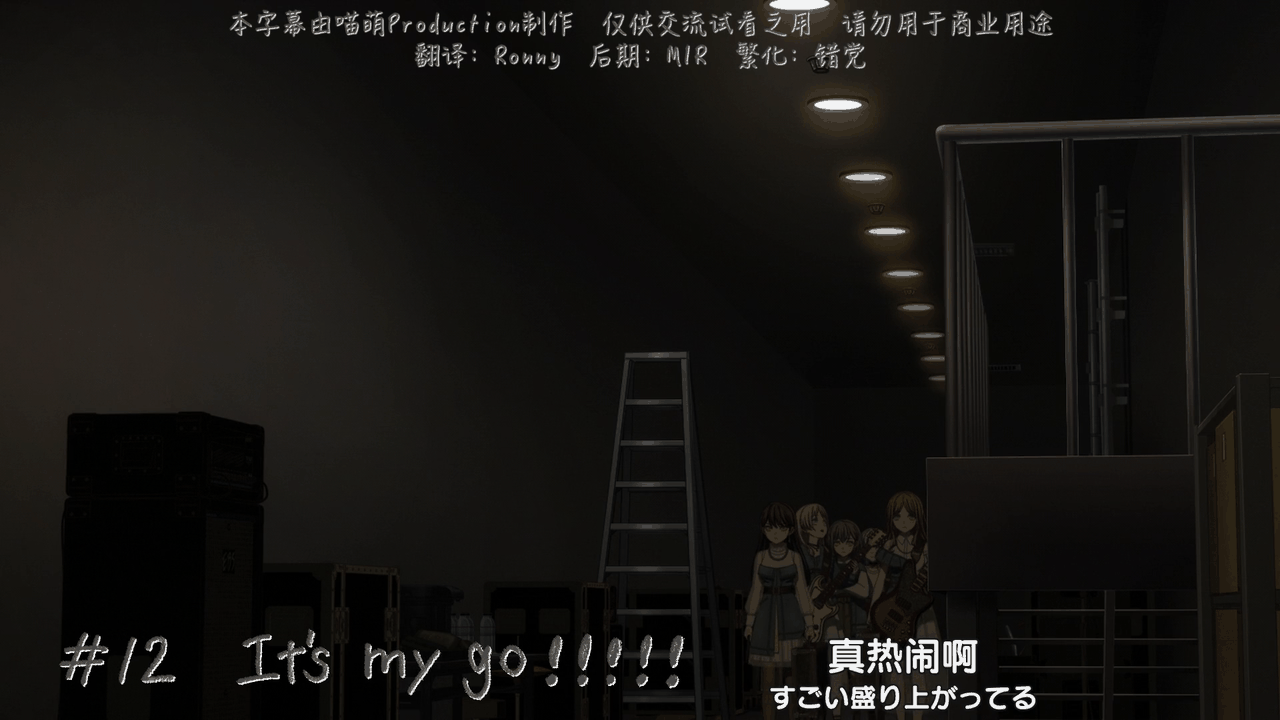 本字幕由喵萌Production制作　仅供交流试看之用　请勿用于商业用途
翻译：Ronny　后期：MIR　繁化：错党
#12　It's my go!!!!!
真热闹啊
すごい盛り上がってる